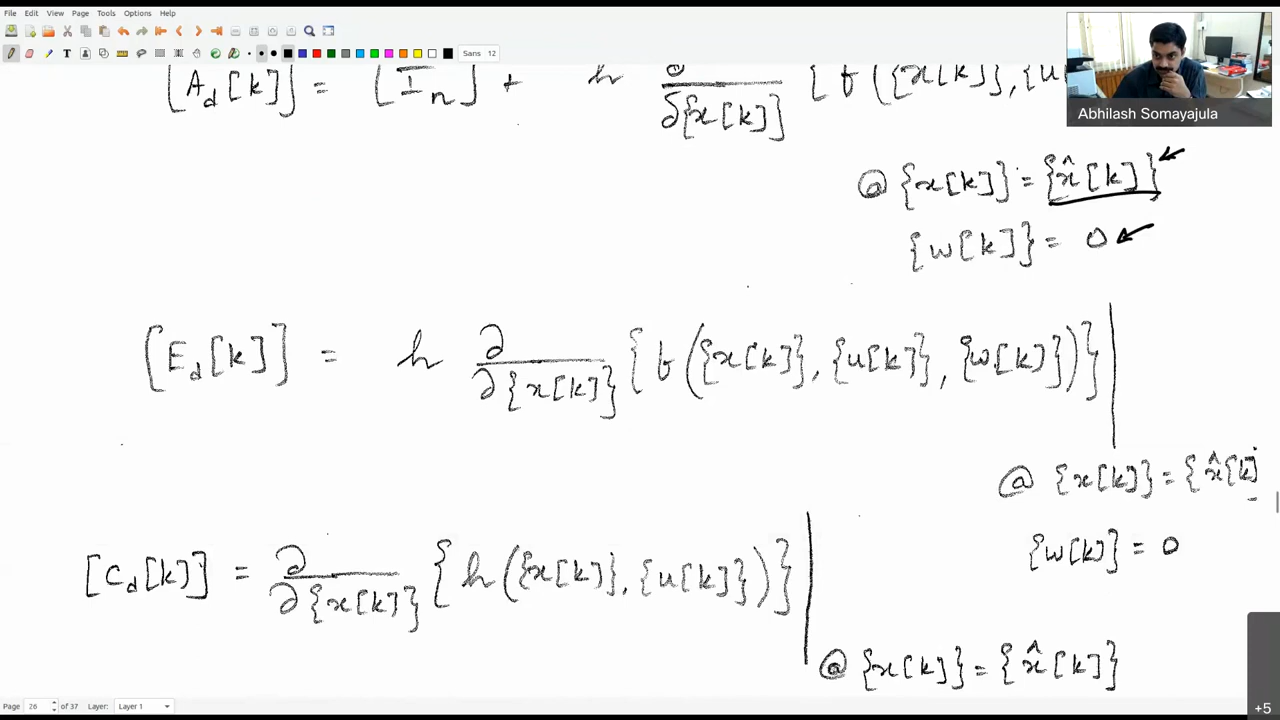 File Edit View Page Tools Options Help
Sans 12
[A_d[k]] = [I_n] + h ∂/∂{x[k]} {f({x[k]}, {u
Abhilash Somayajula
@ {x[k]} = {x̂[k]}
{w[k]} = 0
[E_d[k]] = h ∂/∂{x[k]} {f({x[k]}, {u[k]}, {w[k]})}
@ {x[k]} = {x̂[k]
{w[k]} = 0
[C_d[k]] = ∂/∂{x[k]} {h({x[k]}, {u[k]})}
@ {x[k]} = {x̂[k]}
Page 26 of 37 Layer: Layer 1
+5